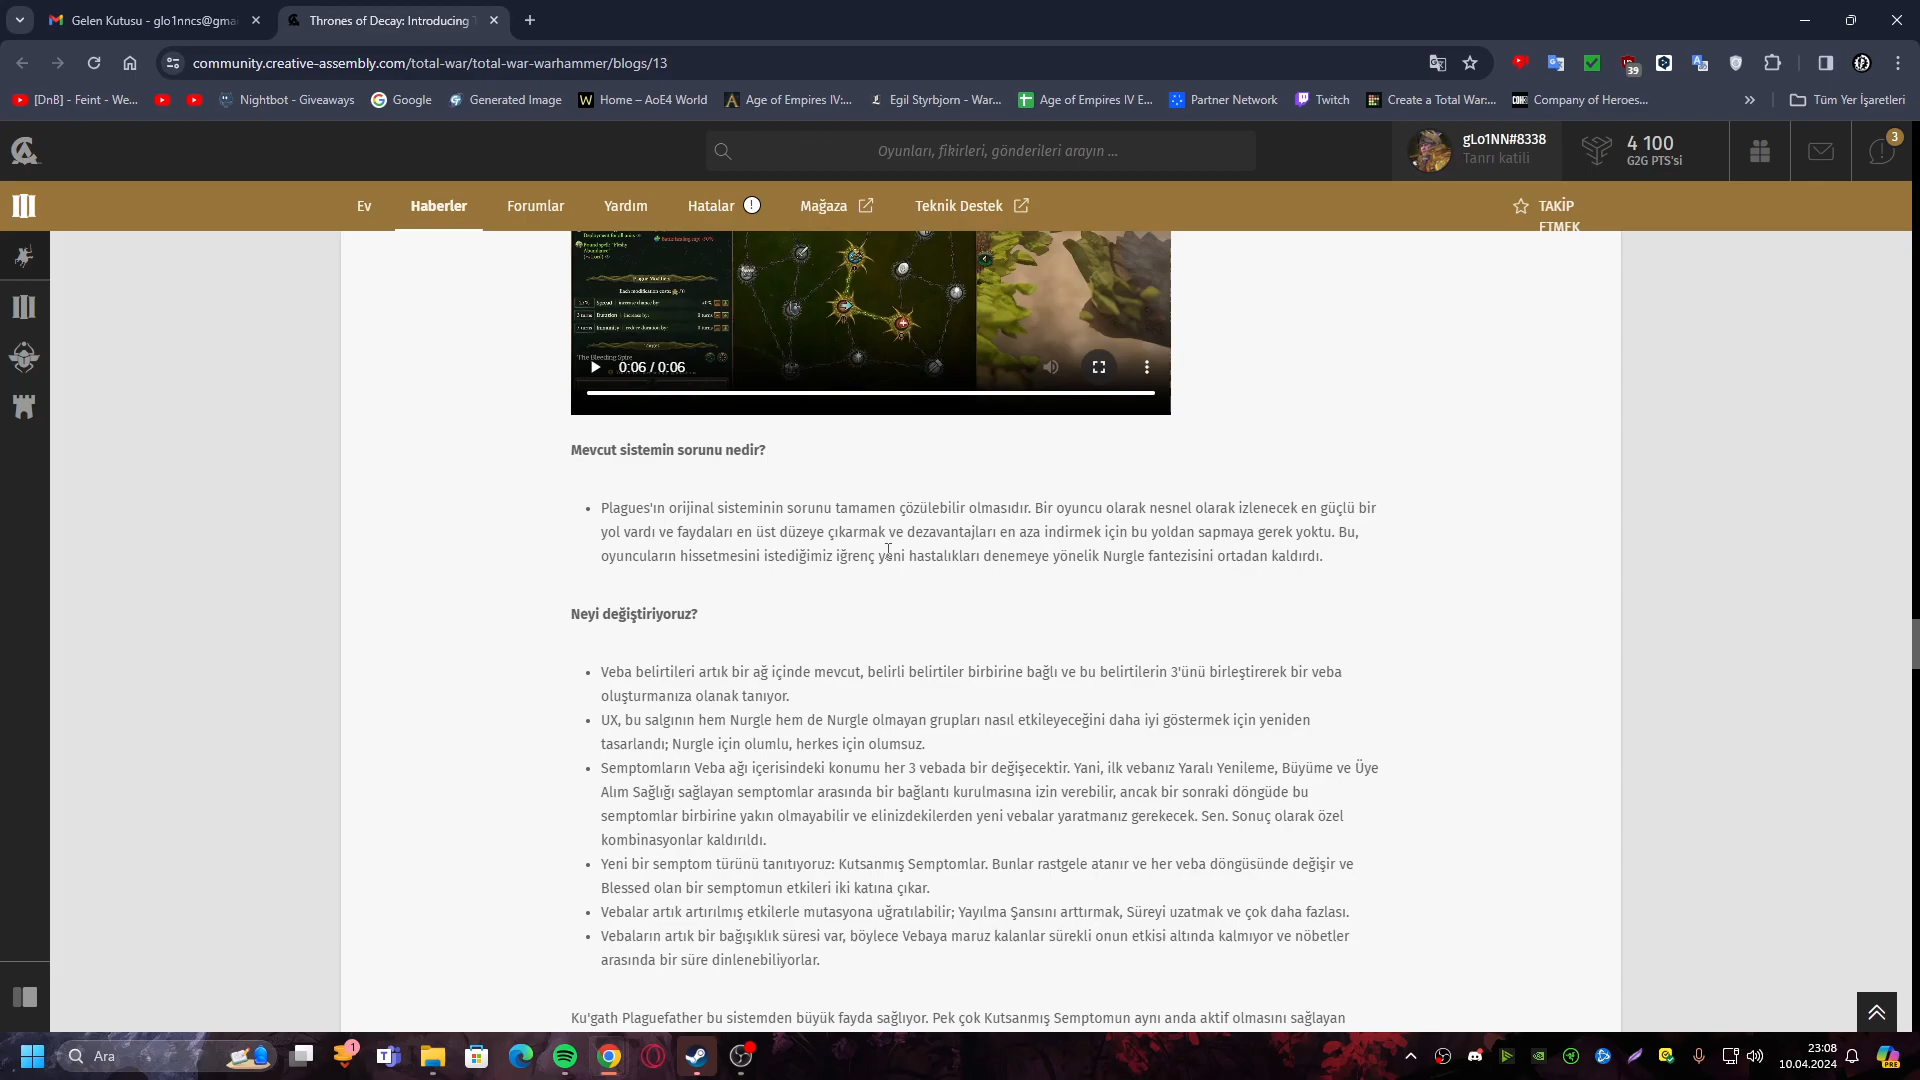 Gelen Kutusu - glo1nncs@gma
Thrones of Decay: Introducing
community.creative-assembly.com/total-war/total-war-warhammer/blogs/13
39
[DnB] - Feint - We...
Nightbot - Giveaways
Google
Generated Image
Home – AoE4 World
Age of Empires IV:...
Egil Styrbjorn - War...
Age of Empires IV E...
Partner Network
Twitch
Create a Total War:...
Company of Heroes...
Tüm Yer İşaretleri
Oyunları, fikirleri, gönderileri arayın ...
gLo1NN#8338
Tanrı katili
4 100
G2G PTS'si
3
Ev
Haberler
Forumlar
Yardım
Hatalar
Mağaza
Teknik Destek
TAKİP
ETMEK
Deployment for all units
The Bleeding Spire
0:06 / 0:06
Mevcut sistemin sorunu nedir?
• Plagues'ın orijinal sisteminin sorunu tamamen çözülebilir olmasıdır. Bir oyuncu olarak nesnel olarak izlenecek en güçlü bir
yol vardı ve faydaları en üst düzeye çıkarmak ve dezavantajları en aza indirmek için bu yoldan sapmaya gerek yoktu. Bu,
oyuncuların hissetmesini istediğimiz iğrenç yeni hastalıkları denemeye yönelik Nurgle fantezisini ortadan kaldırdı.
Neyi değiştiriyoruz?
• Veba belirtileri artık bir ağ içinde mevcut, belirli belirtiler birbirine bağlı ve bu belirtilerin 3'ünü birleştirerek bir veba
oluşturmanıza olanak tanıyor.
• UX, bu salgının hem Nurgle hem de Nurgle olmayan grupları nasıl etkileyeceğini daha iyi göstermek için yeniden
tasarlandı; Nurgle için olumlu, herkes için olumsuz.
• Semptomların Veba ağı içerisindeki konumu her 3 vebada bir değişecektir. Yani, ilk vebanız Yaralı Yenileme, Büyüme ve Üye
Alım Sağlığı sağlayan semptomlar arasında bir bağlantı kurulmasına izin verebilir, ancak bir sonraki döngüde bu
semptomlar birbirine yakın olmayabilir ve elinizdekilerden yeni vebalar yaratmanız gerekecek. Sen. Sonuç olarak özel
kombinasyonlar kaldırıldı.
• Yeni bir semptom türünü tanıtıyoruz: Kutsanmış Semptomlar. Bunlar rastgele atanır ve her veba döngüsünde değişir ve
Blessed olan bir semptomun etkileri iki katına çıkar.
• Vebalar artık artırılmış etkilerle mutasyona uğratılabilir; Yayılma Şansını arttırmak, Süreyi uzatmak ve çok daha fazlası.
• Vebaların artık bir bağışıklık süresi var, böylece Vebaya maruz kalanlar sürekli onun etkisi altında kalmıyor ve nöbetler
arasında bir süre dinlenebiliyorlar.
Ku'gath Plaguefather bu sistemden büyük fayda sağlıyor. Pek çok Kutsanmış Semptomun aynı anda aktif olmasını sağlayan
Ara
1
23:08
10.04.2024
PRE